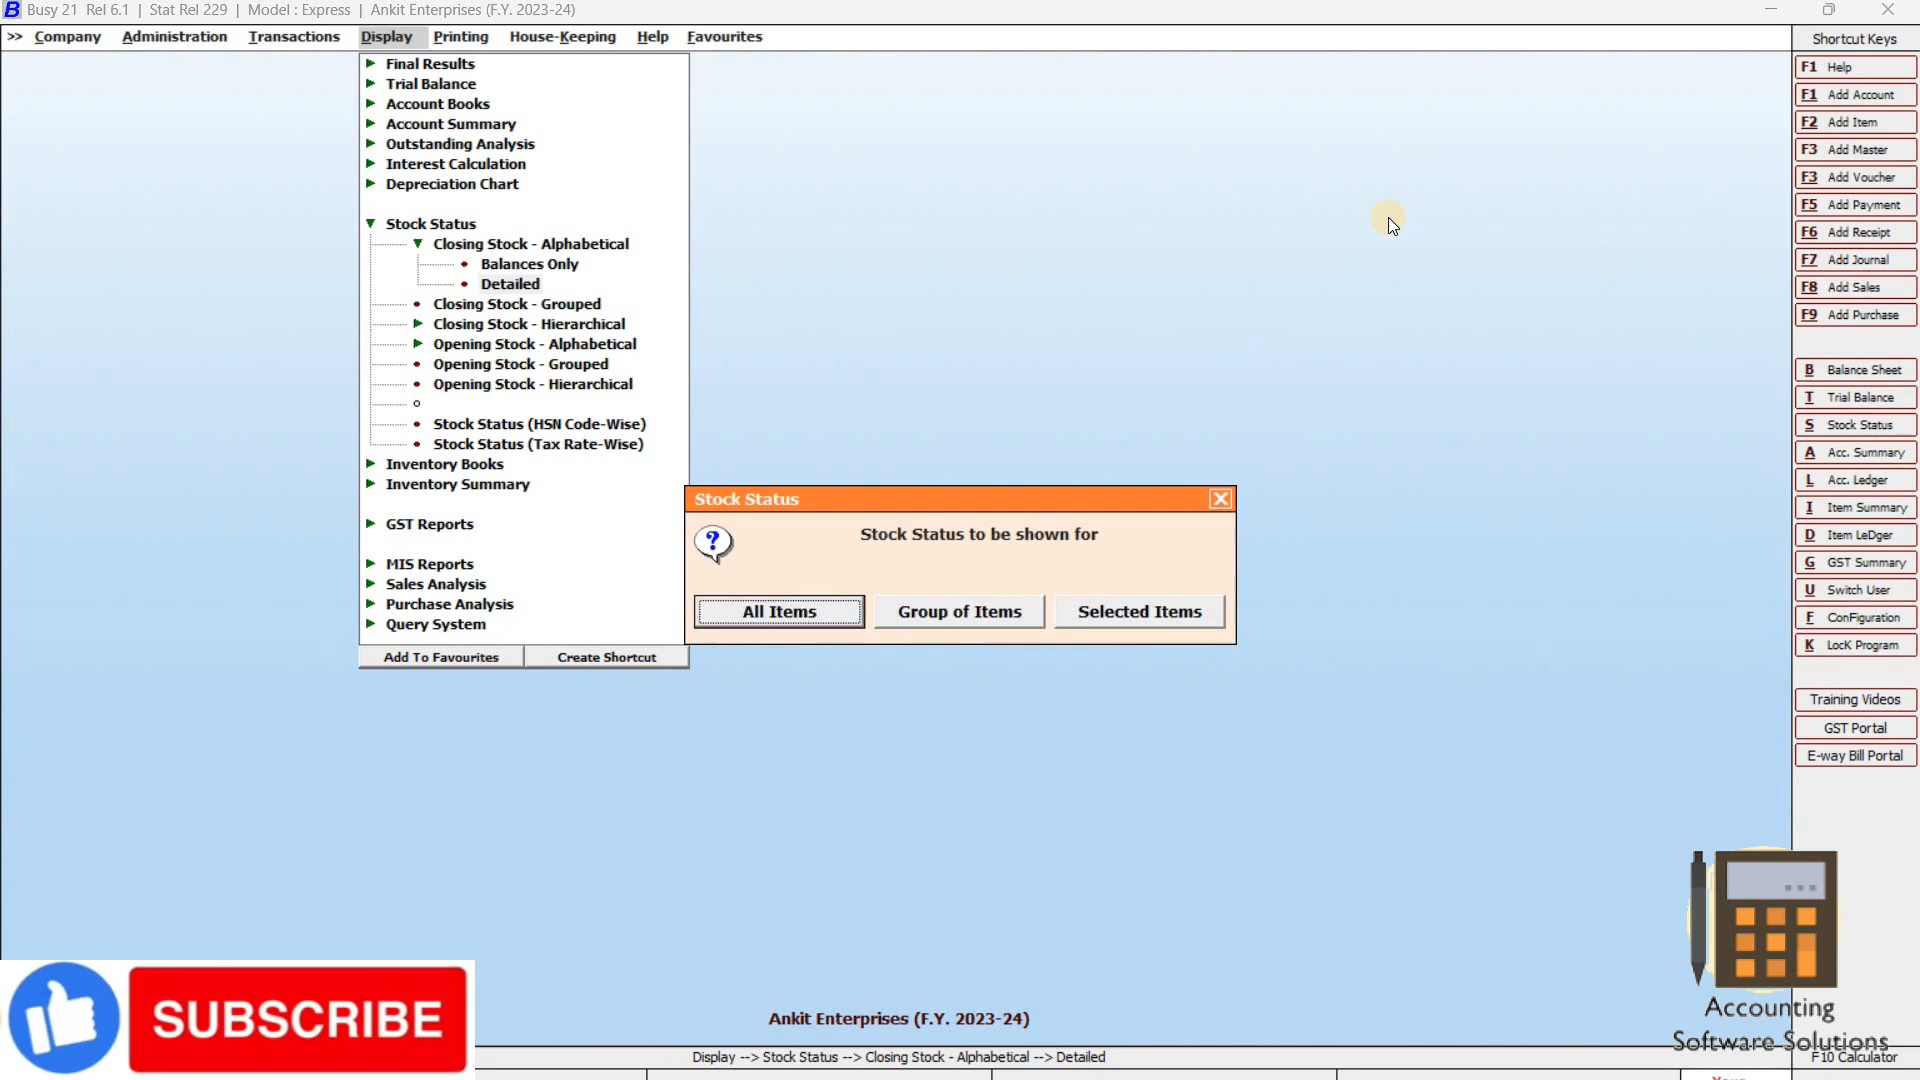 Busy 21 Rel 6.1 | Stat Rel 229 | Model : Express | Ankit Enterprises (F.Y. 2023-24)
>> Company Administration Transactions Display Printing House-Keeping Help Favourites
Final Results
Trial Balance
Account Books
Account Summary
Outstanding Analysis
Interest Calculation
Depreciation Chart
Stock Status
Closing Stock - Alphabetical
Balances Only
Detailed
Closing Stock - Grouped
Closing Stock - Hierarchical
Opening Stock - Alphabetical
Opening Stock - Grouped
Opening Stock - Hierarchical
Stock Status (HSN Code-Wise)
Stock Status (Tax Rate-Wise)
Inventory Books
Inventory Summary
GST Reports
MIS Reports
Sales Analysis
Purchase Analysis
Query System
Add To Favourites Create Shortcut
Stock Status
?
Stock Status to be shown for
All Items Group of Items Selected Items
Shortcut Keys
F1 Help
F1 Add Account
F2 Add Item
F3 Add Master
F3 Add Voucher
F5 Add Payment
F6 Add Receipt
F7 Add Journal
F8 Add Sales
F9 Add Purchase
B Balance Sheet
T Trial Balance
S Stock Status
A Acc. Summary
L Acc. Ledger
I Item Summary
D Item LeDger
G GST Summary
U Switch User
F ConFiguration
K LocK Program
Training Videos
GST Portal
E-way Bill Portal
Accounting
Software Solutions
F10 Calculator
SUBSCRIBE
Ankit Enterprises (F.Y. 2023-24)
Display --> Stock Status --> Closing Stock - Alphabetical --> Detailed